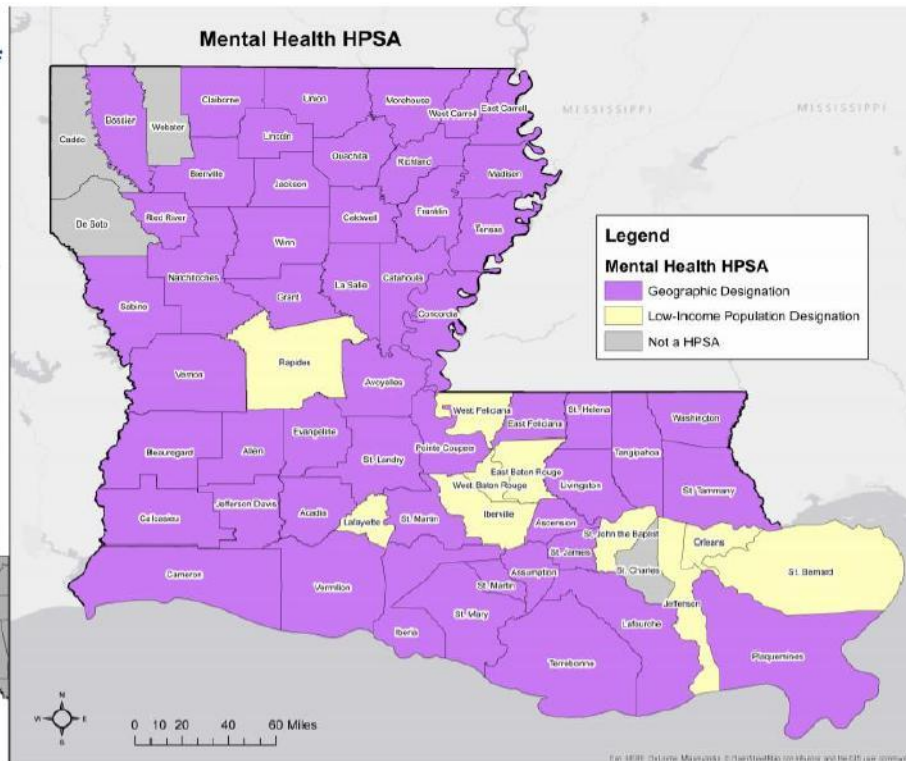 Mental Health HPSA
MISSISSIPPI
MISSISSIPPI
Claiborne
Union
Morehouse
West Carroll
East Carroll
Caddo
Bossier
Webster
Lincoln
Ouachita
Richland
Madison
Bienville
Jackson
Caldwell
Franklin
Tensas
De Soto
Red River
Winn
Natchitoches
La Salle
Catahoula
Sabine
Grant
Concordia
Legend
Mental Health HPSA
Geographic Designation
Low-Income Population Designation
Not a HPSA
Vernon
Rapides
Avoyelles
West Feliciana
East Feliciana
St. Helena
Washington
Beauregard
Allen
Evangeline
St. Landry
Pointe Coupee
East Baton Rouge
Tangipahoa
West Baton Rouge
Livingston
St. Tammany
Calcasieu
Jefferson Davis
Acadia
Lafayette
St. Martin
Iberville
Ascension
St. John the Baptist
Orleans
St. James
St. Charles
St. Bernard
Cameron
Vermilion
Assumption
St. Martin
Iberia
St. Mary
Jefferson
Lafourche
Terrebonne
Plaquemines
N
W
E
S
0 10 20 40 60 Miles